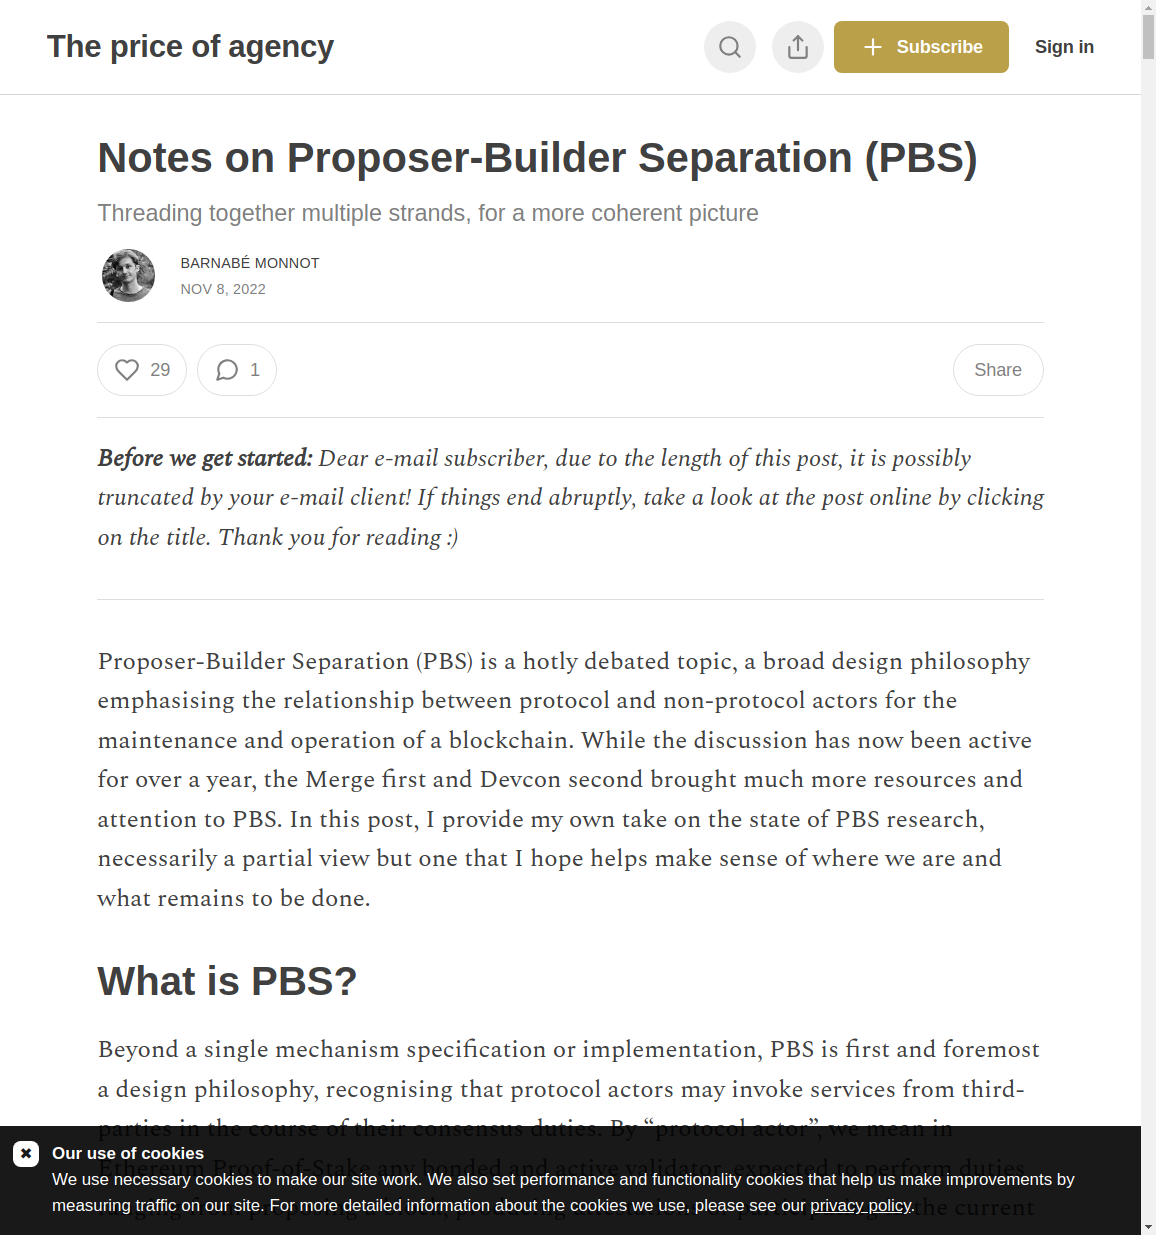 The price of agency
Subscribe
Sign in
Notes on Proposer-Builder Separation (PBS)
Threading together multiple strands, for a more coherent picture
BARNABÉ MONNOT
NOV 8, 2022
29
1
Share
Before we get started: Dear e-mail subscriber, due to the length of this post, it is possibly
truncated by your e-mail client! If things end abruptly, take a look at the post online by clicking
on the title. Thank you for reading :)
Proposer-Builder Separation (PBS) is a hotly debated topic, a broad design philosophy
emphasising the relationship between protocol and non-protocol actors for the
maintenance and operation of a blockchain. While the discussion has now been active
for over a year, the Merge first and Devcon second brought much more resources and
attention to PBS. In this post, I provide my own take on the state of PBS research,
necessarily a partial view but one that I hope helps make sense of where we are and
what remains to be done.
What is PBS?
Beyond a single mechanism specification or implementation, PBS is first and foremost
a design philosophy, recognising that protocol actors may invoke services from third-
parties in the course of their consensus duties. By “protocol actor”, we mean in
Ethereum Proof-of-Stake any bonded and active validator, expected to perform duties
the current
Our use of cookies
We use necessary cookies to make our site work. We also set performance and functionality cookies that help us make improvements by
measuring traffic on our site. For more detailed information about the cookies we use, please see our privacy policy.